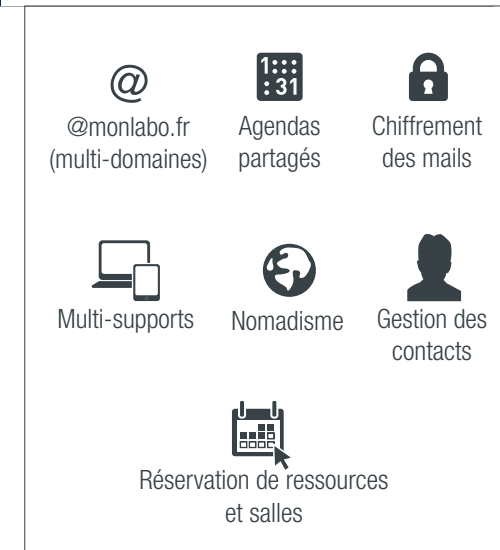 @
@monlabo.fr
(multi-domaines)
1
31
Agendas
partagés
Chiffrement
des mails
Multi-supports
Nomadisme
Gestion des
contacts
Réservation de ressources
et salles